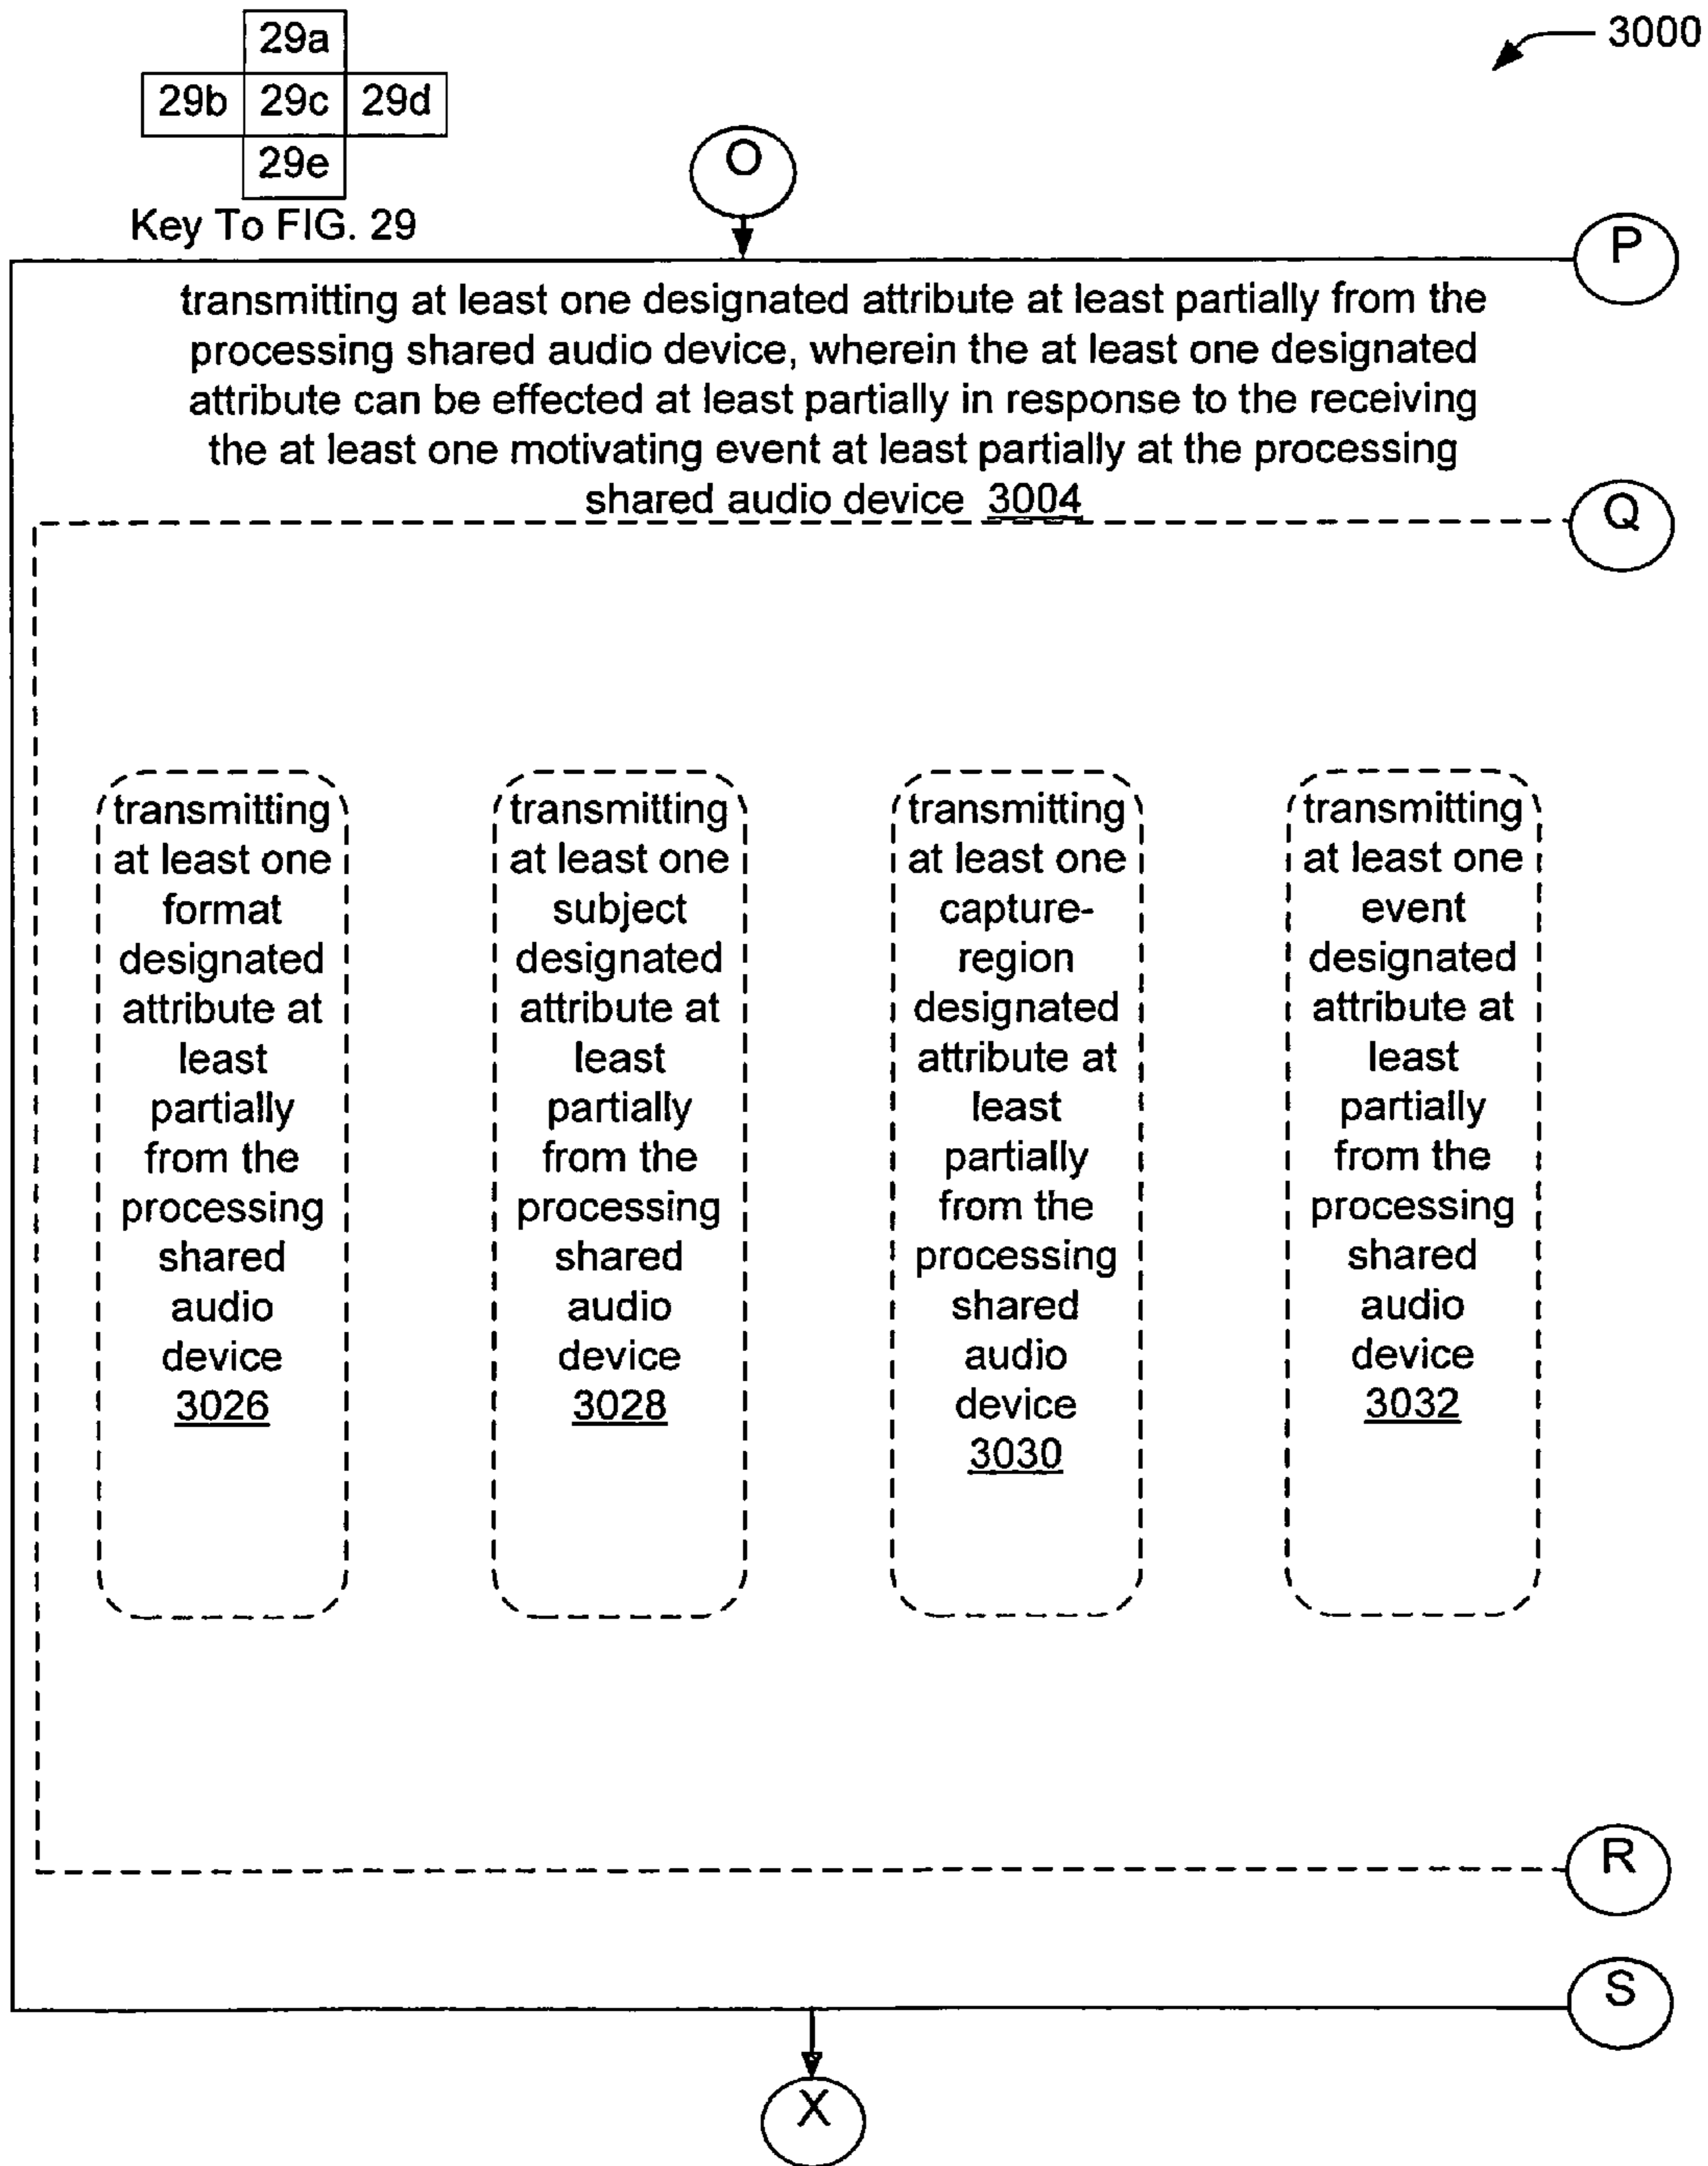 29a
29b 29c 29d
29e
Key To FIG. 29
3000
O
P
transmitting at least one designated attribute at least partially from the
processing shared audio device, wherein the at least one designated
attribute can be effected at least partially in response to the receiving
the at least one motivating event at least partially at the processing
shared audio device 3004
Q
transmitting
at least one
format
designated
attribute at
least
partially
from the
processing
shared
audio
device
3026
transmitting
at least one
subject
designated
attribute at
least
partially
from the
processing
shared
audio
device
3028
transmitting
at least one
capture-
region
designated
attribute at
least
partially
from the
processing
shared
audio
device
3030
transmitting
at least one
event
designated
attribute at
least
partially
from the
processing
shared
audio
device
3032
R
S
X